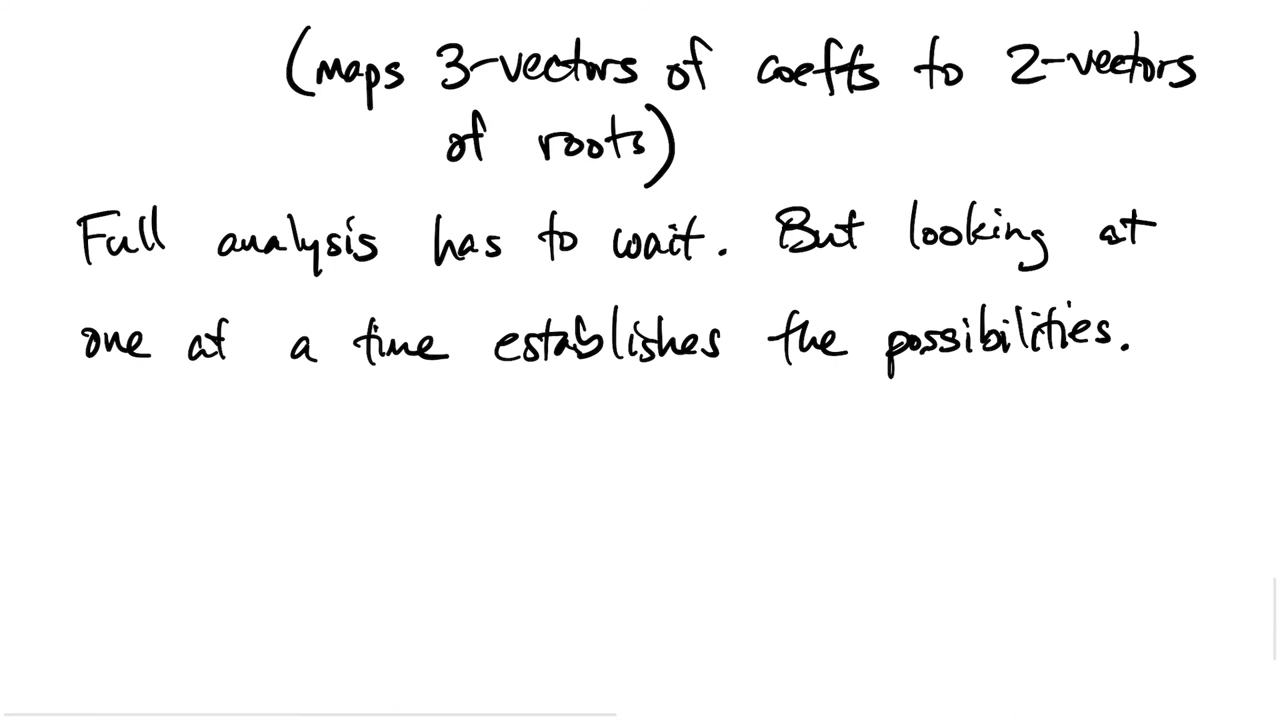 (maps 3-vectors of coeffs to 2-vectors
of roots)
Full analysis has to wait. But looking at
one at a time establishes the possibilities.